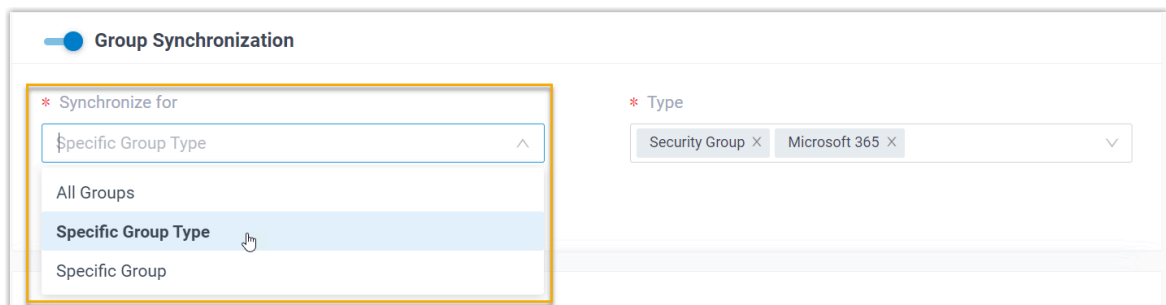 Group Synchronization
* Synchronize for
Specific Group Type
All Groups
Specific Group Type
Specific Group
* Type
Security Group × Microsoft 365 ×